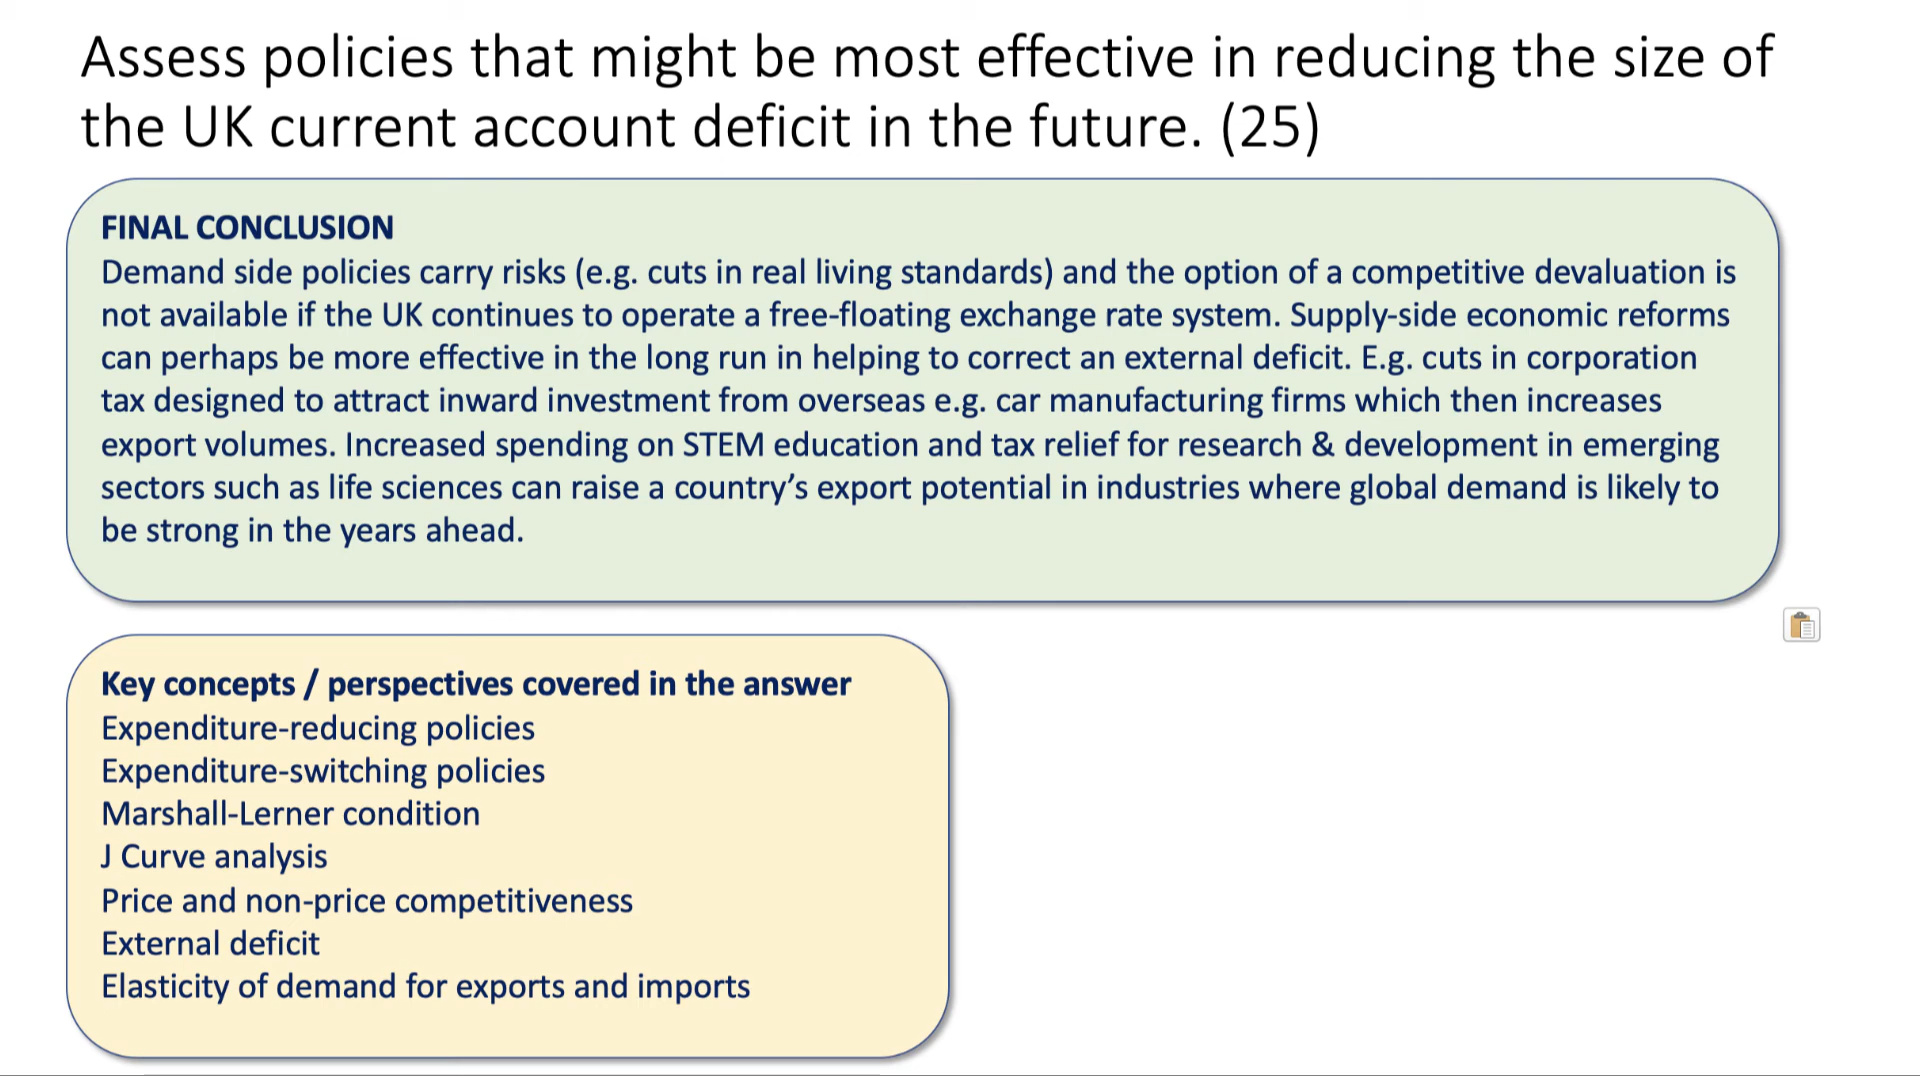 Assess policies that might be most effective in reducing the size of
the UK current account deficit in the future. (25)
FINAL CONCLUSION
Demand side policies carry risks (e.g. cuts in real living standards) and the option of a competitive devaluation is
not available if the UK continues to operate a free-floating exchange rate system. Supply-side economic reforms
can perhaps be more effective in the long run in helping to correct an external deficit. E.g. cuts in corporation
tax designed to attract inward investment from overseas e.g. car manufacturing firms which then increases
export volumes. Increased spending on STEM education and tax relief for research & development in emerging
sectors such as life sciences can raise a country’s export potential in industries where global demand is likely to
be strong in the years ahead.
Key concepts / perspectives covered in the answer
Expenditure-reducing policies
Expenditure-switching policies
Marshall-Lerner condition
J Curve analysis
Price and non-price competitiveness
External deficit
Elasticity of demand for exports and imports